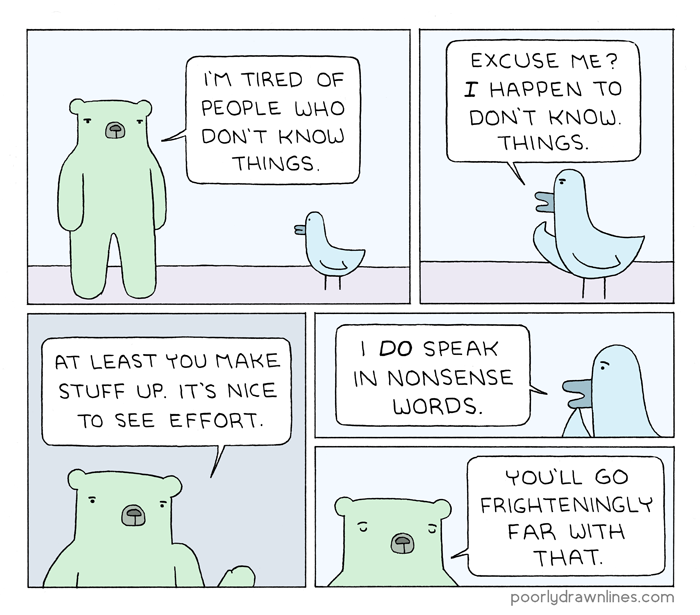 I'M TIRED OF
PEOPLE WHO
DON'T KNOW
THINGS.
EXCUSE ME?
I HAPPEN TO
DON'T KNOW.
THINGS.
AT LEAST YOU MAKE
STUFF UP. IT'S NICE
TO SEE EFFORT.
I DO SPEAK
IN NONSENSE
WORDS.
YOU'LL GO
FRIGHTENINGLY
FAR WITH
THAT.
poorlydrawnlines.com